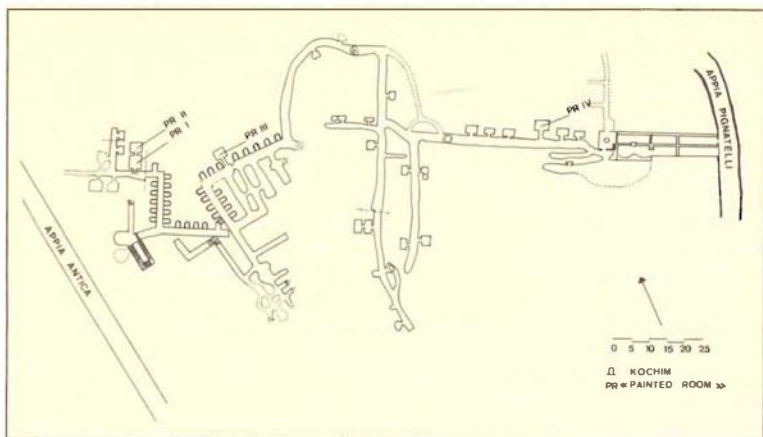 PR II
PR I
PR III
PR IV
APPIA PIGNATELLI
APPIA ANTICA
0 5 10 15 20 25
Ω KOCHIM
PR « PAINTED ROOM »